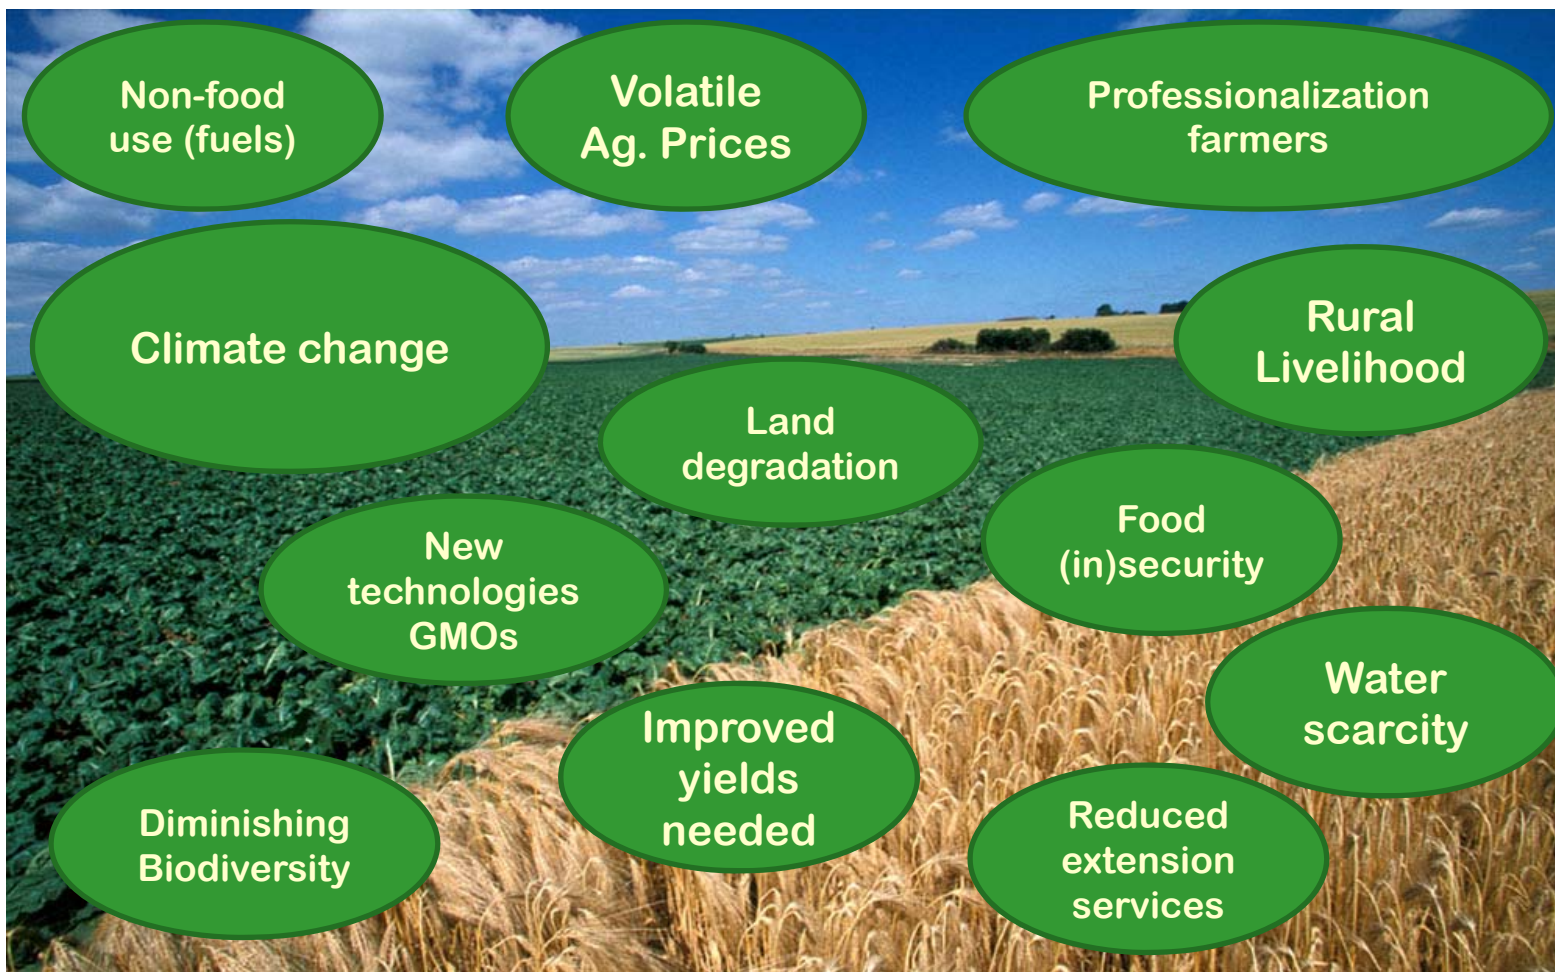 Non-food
use (fuels)
Volatile
Ag. Prices
Professionalization
farmers
Climate change
Rural
Livelihood
Land
degradation
Food
(in)security
New
technologies
GMOs
Water
scarcity
Improved
yields
needed
Diminishing
Biodiversity
Reduced
extension
services